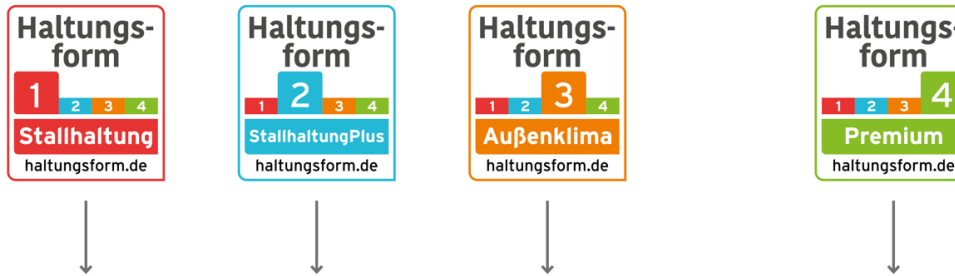 Haltungs-
form
1 2 3 4
Stallhaltung
haltungsform.de
Haltungs-
form
1 2 3 4
StallhaltungPlus
haltungsform.de
Haltungs-
form
1 2 3 4
Außenklima
haltungsform.de
Haltungs-
form
1 2 3 4
Premium
haltungsform.de